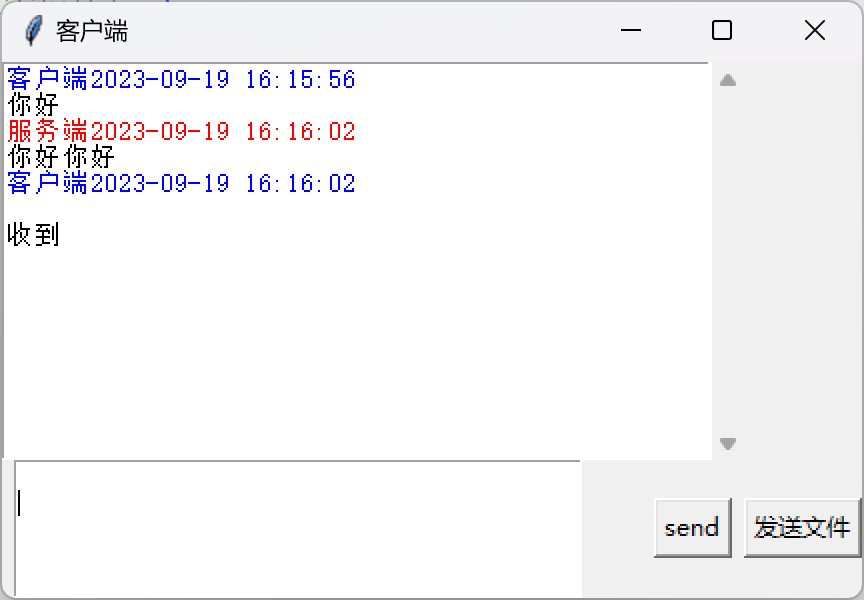 客户端
客户端2023-09-19 16:15:56
你好
服务端2023-09-19 16:16:02
你好你好
客户端2023-09-19 16:16:02
收到
send
发送文件